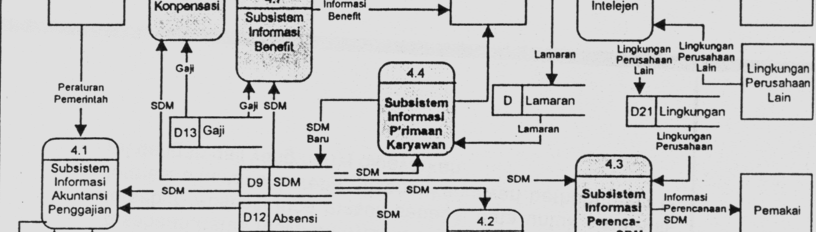 Konpensasi
4.7
Subsistem
Informasi
Benefit
Informasi
Benefit
Intelejen
Lamaran
Lingkungan
Perusahaan
Lain
Lingkungan
Perusahaan
Lain
Lingkungan
Perusahaan
Lain
Gaji
Peraturan
Pemerintah
SDM
Gaji
SDM
4.4
Subsistem
Informasi
P'rimaan
Karyawan
D
Lamaran
D21
Lingkungan
D13
Gaji
SDM
Baru
Lamaran
Lingkungan
Perusahaan
4.1
Subsistem
Informasi
Akuntansi
Penggajian
SDM
D9
SDM
SDM
SDM
4.3
Subsistem
Informasi
Perenca-
Informasi
Perencanaan
SDM
Pemakai
D12
Absensi
SDM
4.2